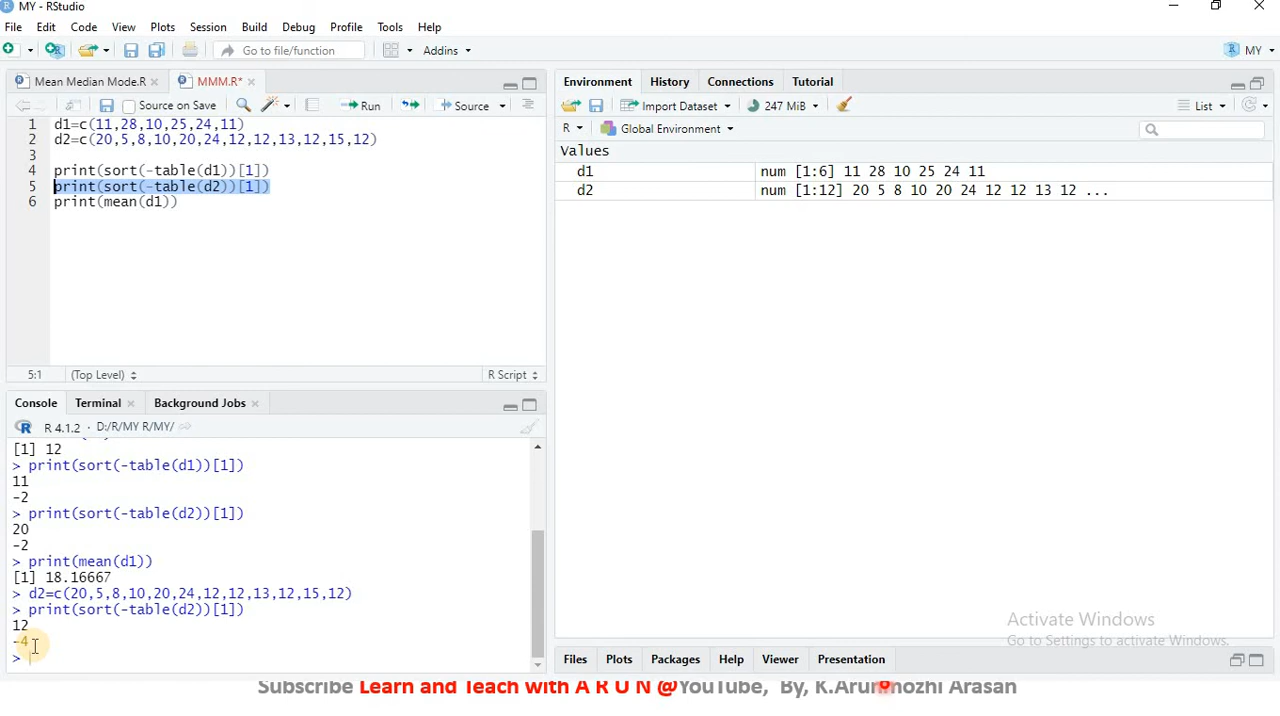 MY - RStudio
File Edit Code View Plots Session Build Debug Profile Tools Help
Go to file/function Addins MY
Mean Median Mode.R MMM.R*
Source on Save Run Source
1 d1=c(11,28,10,25,24,11)
2 d2=c(20,5,8,10,20,24,12,12,13,12,15,12)
3
4 print(sort(-table(d1))[1])
5 print(sort(-table(d2))[1])
6 print(mean(d1))
5:1 (Top Level) R Script
Console Terminal Background Jobs
R 4.1.2 · D:/R/MY R/MY/
[1] 12
> print(sort(-table(d1))[1])
11
-2
> print(sort(-table(d2))[1])
20
-2
> print(mean(d1))
[1] 18.16667
> d2=c(20,5,8,10,20,24,12,12,13,12,15,12)
> print(sort(-table(d2))[1])
12
-4
>
Environment History Connections Tutorial
Import Dataset 247 MiB List
R Global Environment
Values
d1 num [1:6] 11 28 10 25 24 11
d2 num [1:12] 20 5 8 10 20 24 12 12 13 12 ...
Activate Windows
Go to Settings to activate Windows.
Files Plots Packages Help Viewer Presentation
Subscribe Learn and Teach with A R U N @YouTube, By, Arasan